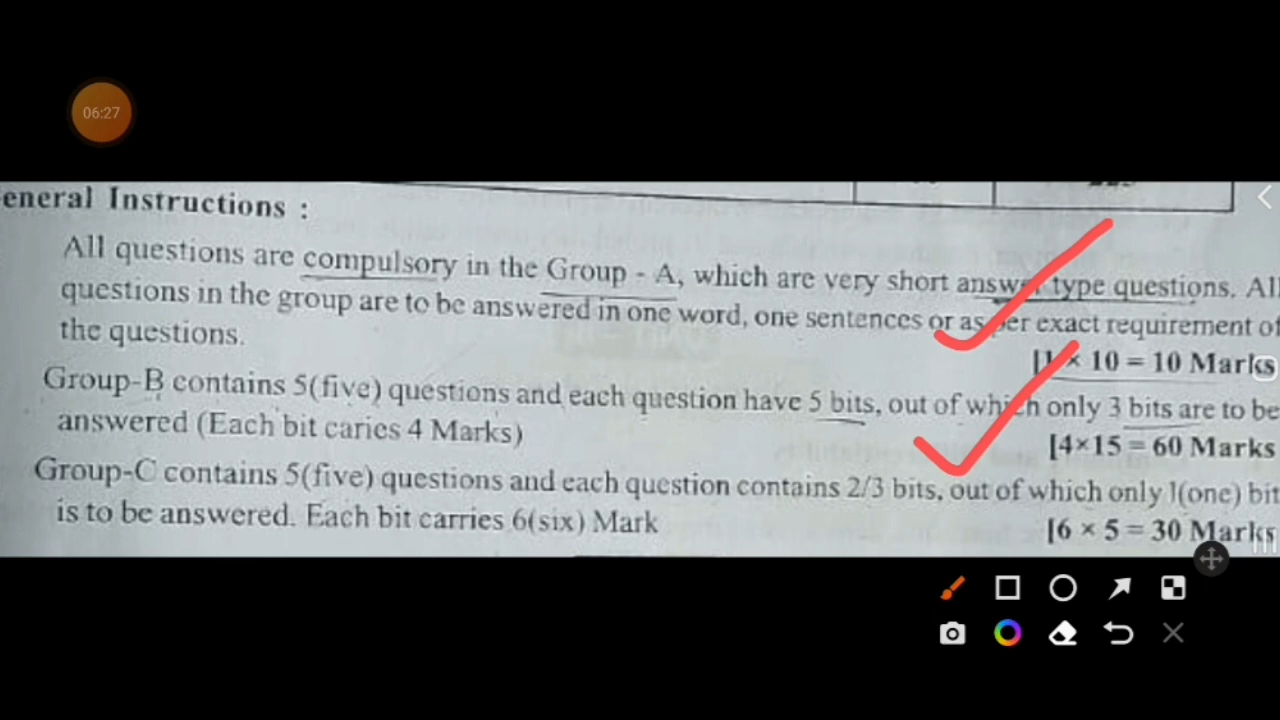 06:27
eneral Instructions :
All questions are compulsory in the Group - A, which are very short answer type questions. All
questions in the group are to be answered in one word, one sentences or as per exact requirement of
the questions.
[1 × 10 = 10 Marks
Group-B contains 5(five) questions and each question have 5 bits, out of which only 3 bits are to be
answered (Each bit caries 4 Marks)
[4×15 = 60 Marks
Group-C contains 5(five) questions and each question contains 2/3 bits, out of which only 1(one) bit
is to be answered. Each bit carries 6(six) Mark
[6 × 5 = 30 Marks